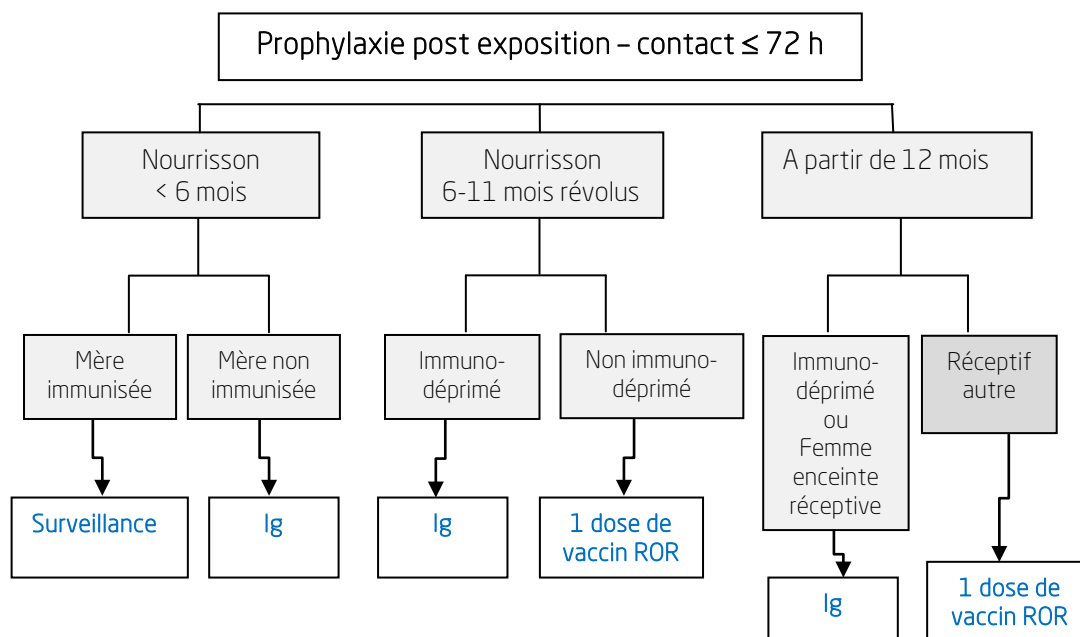 Prophylaxie post exposition – contact ≤ 72 h
Nourrisson
< 6 mois
Nourrisson
6-11 mois révolus
A partir de 12 mois
Mère
immunisée
Mère non
immunisée
Immuno-
déprimé
Non immuno-
déprimé
Immuno-
déprimé
ou
Femme
enceinte
réceptive
Réceptif
autre
Surveillance
Ig
Ig
1 dose de
vaccin ROR
Ig
1 dose de
vaccin ROR